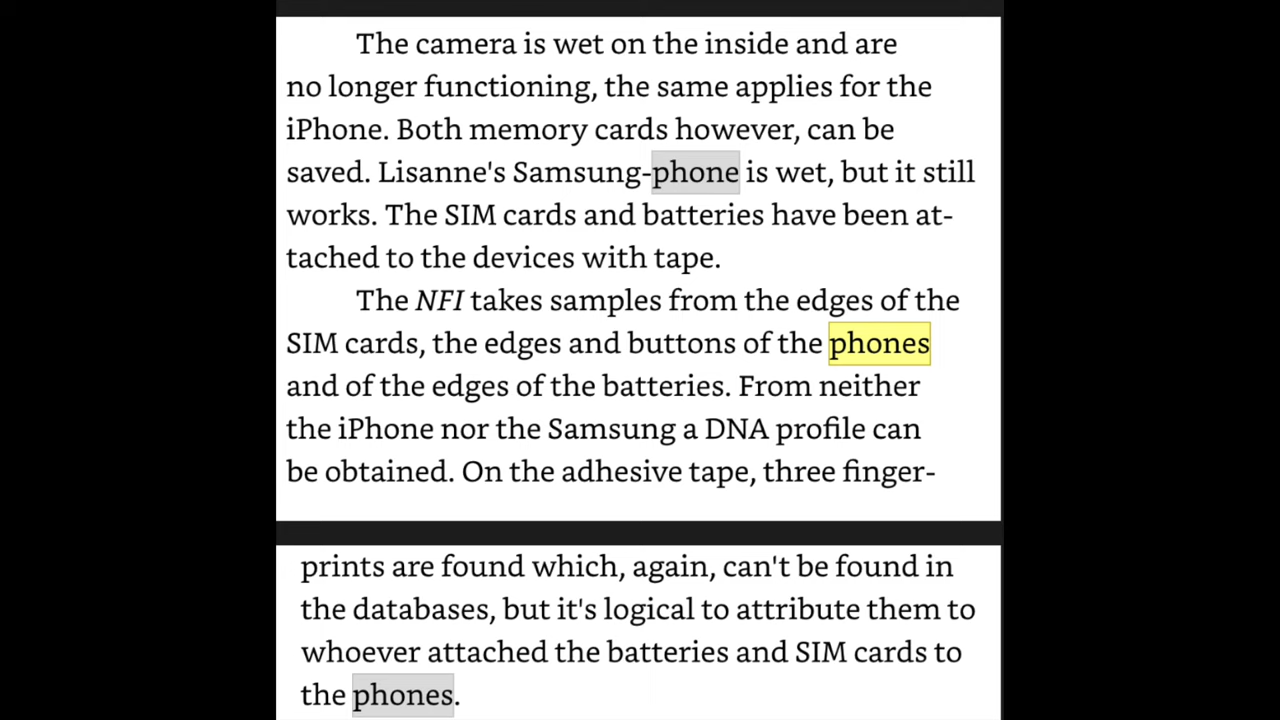 The camera is wet on the inside and are
no longer functioning, the same applies for the
iPhone. Both memory cards however, can be
saved. Lisanne's Samsung-phone is wet, but it still
works. The SIM cards and batteries have been at-
tached to the devices with tape.
The NFI takes samples from the edges of the
SIM cards, the edges and buttons of the phones
and of the edges of the batteries. From neither
the iPhone nor the Samsung a DNA profile can
be obtained. On the adhesive tape, three finger-
prints are found which, again, can't be found in
the databases, but it's logical to attribute them to
whoever attached the batteries and SIM cards to
the phones.